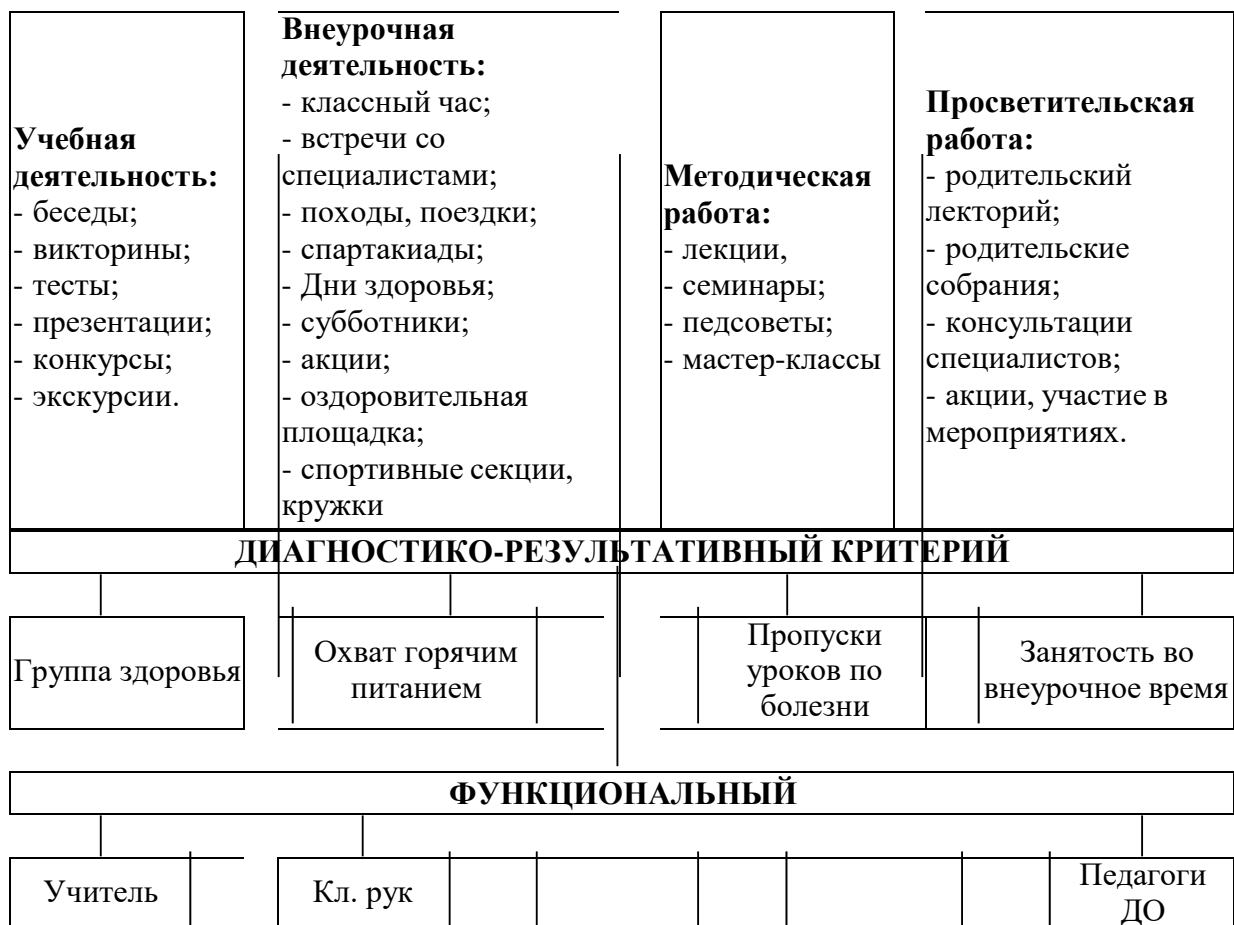 Учебная
деятельность:
- беседы;
- викторины;
- тесты;
- презентации;
- конкурсы;
- экскурсии.
Внеурочная
деятельность:
- классный час;
- встречи со
специалистами;
- походы, поездки;
- спартакиады;
- Дни здоровья;
- субботники;
- акции;
- оздоровительная
площадка;
- спортивные секции,
кружки
Методическая
работа:
- лекции,
- семинары;
- педсоветы;
- мастер-классы
Просветительская
работа:
- родительский
лекторий;
- родительские
собрания;
- консультации
специалистов;
- акции, участие в
мероприятиях.
ДИАГНОСТИКО-РЕЗУЛЬТАТИВНЫЙ КРИТЕРИЙ
Группа здоровья
Охват горячим
питанием
Пропуски
уроков по
болезни
Занятость во
внеурочное время
ФУНКЦИОНАЛЬНЫЙ
Учитель
Кл. рук
Педагоги
ДО